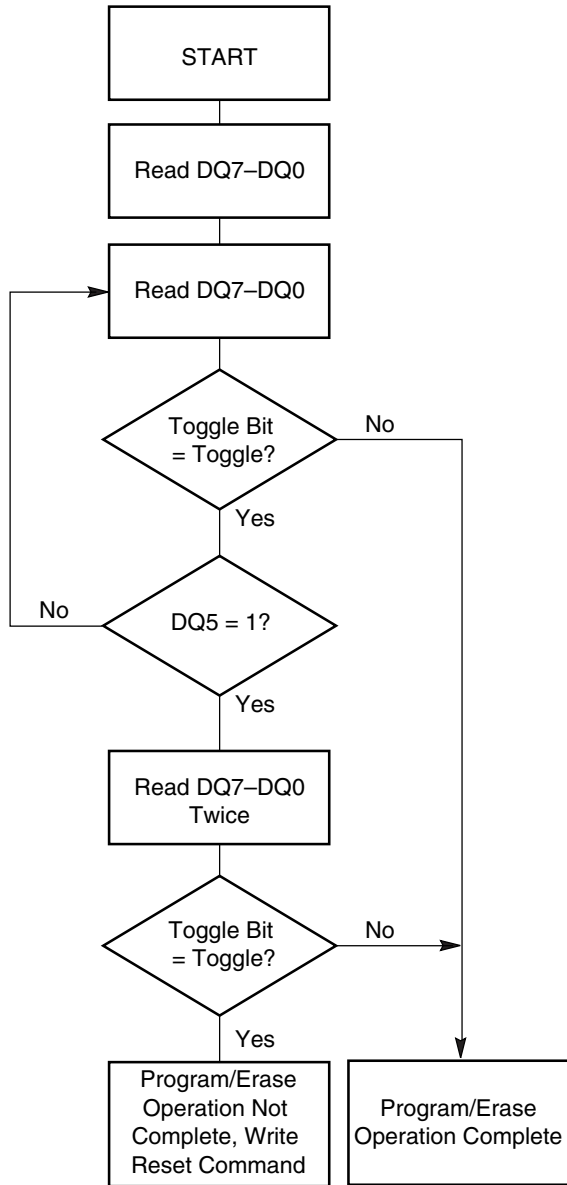 START
Read DQ7–DQ0
Read DQ7–DQ0
Toggle Bit
= Toggle?
No
Yes
No
DQ5 = 1?
Yes
Read DQ7–DQ0
Twice
Toggle Bit
= Toggle?
No
Yes
Program/Erase
Operation Not
Complete, Write
Reset Command
Program/Erase
Operation Complete